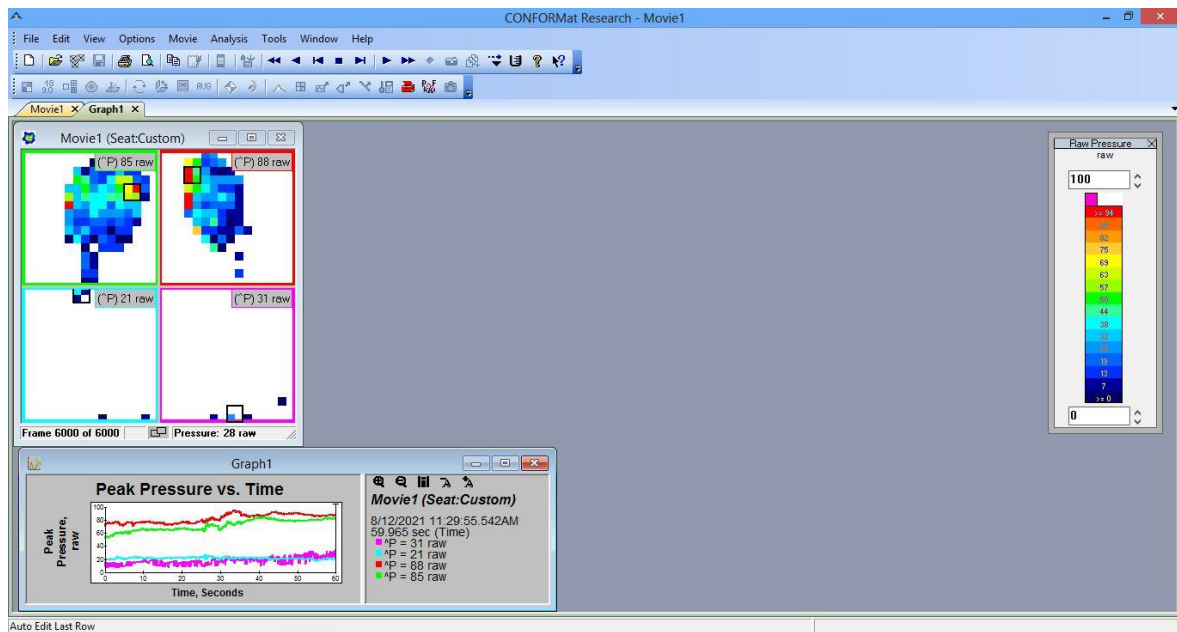 CONFORMat Research - Movie1
File Edit View Options Movie Analysis Tools Window Help
Movie1 X Graph1 X
Movie1 (Seat:Custom)
(^P) 85 raw
(^P) 88 raw
(^P) 21 raw
(^P) 31 raw
Frame 6000 of 6000
Pressure: 28 raw
Raw Pressure
raw
100
>= 94
82
75
69
63
57
50
44
38
32
19
13
7
>= 0
0
Graph1
Peak Pressure vs. Time
Peak Pressure, raw
100
80
60
40
20
0
0 10 20 30 40 50 60
Time, Seconds
Movie1 (Seat:Custom)
8/12/2021 11:29:55.542AM
59.965 sec (Time)
^P = 31 raw
^P = 21 raw
^P = 88 raw
^P = 85 raw
Auto Edit Last Row